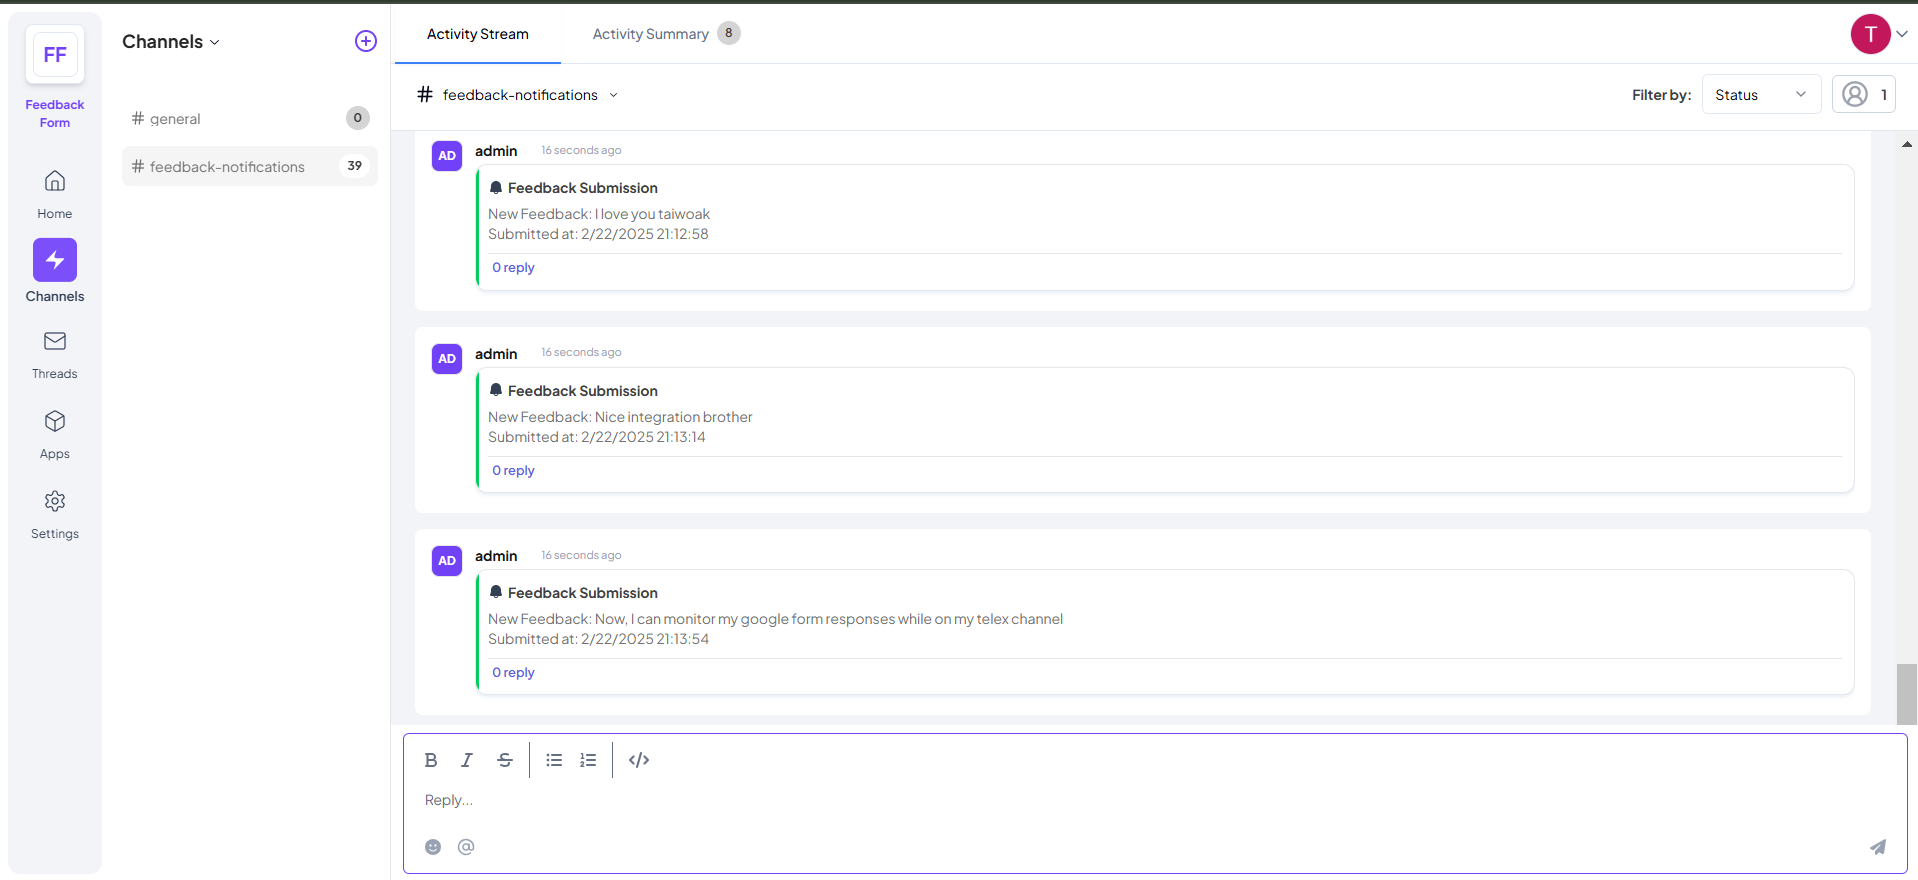 FF
Feedback
Form
Home
Channels
Threads
Apps
Settings
Channels
# general 0
# feedback-notifications 39
Activity Stream
Activity Summary 8
T
# feedback-notifications
Filter by:
Status
1
AD
admin 16 seconds ago
Feedback Submission
New Feedback: I love you taiwoak
Submitted at: 2/22/2025 21:12:58
0 reply
AD
admin 16 seconds ago
Feedback Submission
New Feedback: Nice integration brother
Submitted at: 2/22/2025 21:13:14
0 reply
AD
admin 16 seconds ago
Feedback Submission
New Feedback: Now, I can monitor my google form responses while on my telex channel
Submitted at: 2/22/2025 21:13:54
0 reply
B I S </>
Reply...
@